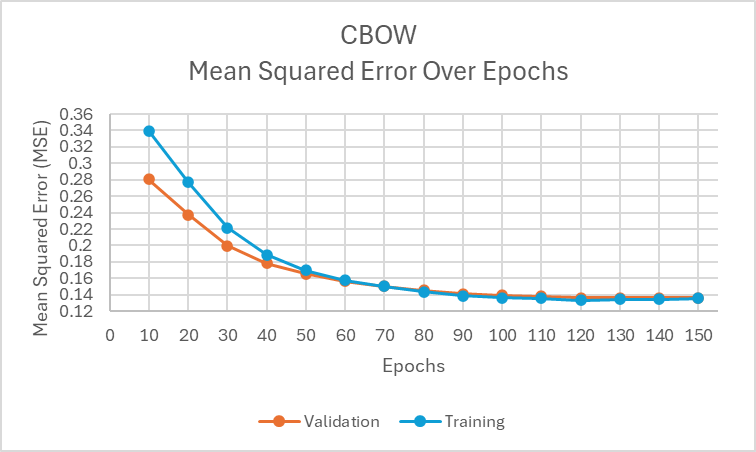 CBOW
Mean Squared Error Over Epochs
Mean Squared Error (MSE)
0.36
0.34
0.32
0.3
0.28
0.26
0.24
0.22
0.2
0.18
0.16
0.14
0.12
0 10 20 30 40 50 60 70 80 90 100 110 120 130 140 150
Epochs
Validation Training